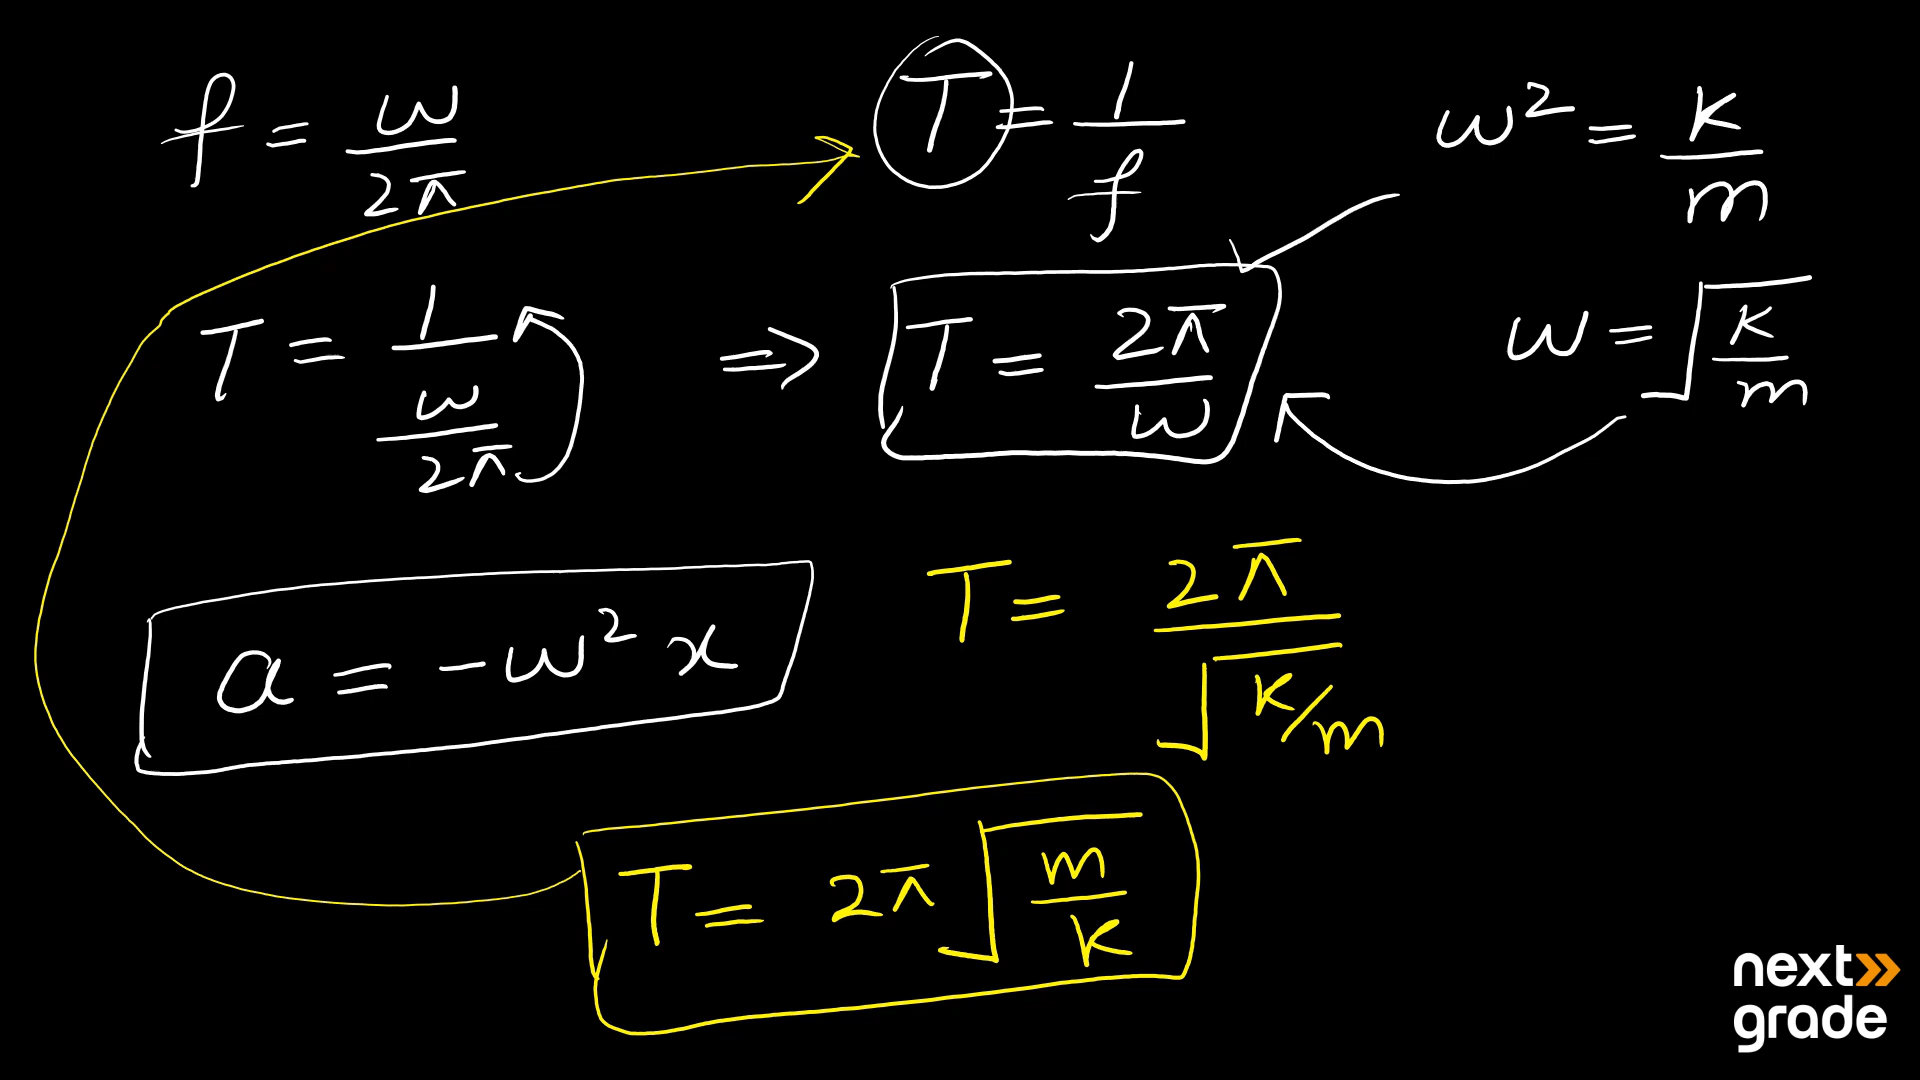 f = ω/2π
T = 1/f
ω² = k/m
T = 1/(ω/2π) ⇒ T = 2π/ω
ω = √(k/m)
a = -ω²x
T = 2π/√(k/m)
T = 2π√(m/k)
next»
grade